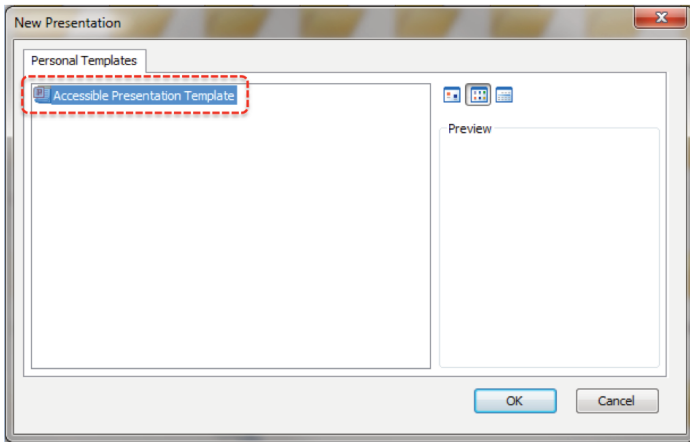 New Presentation
Personal Templates
Accessible Presentation Template
Preview
OK
Cancel